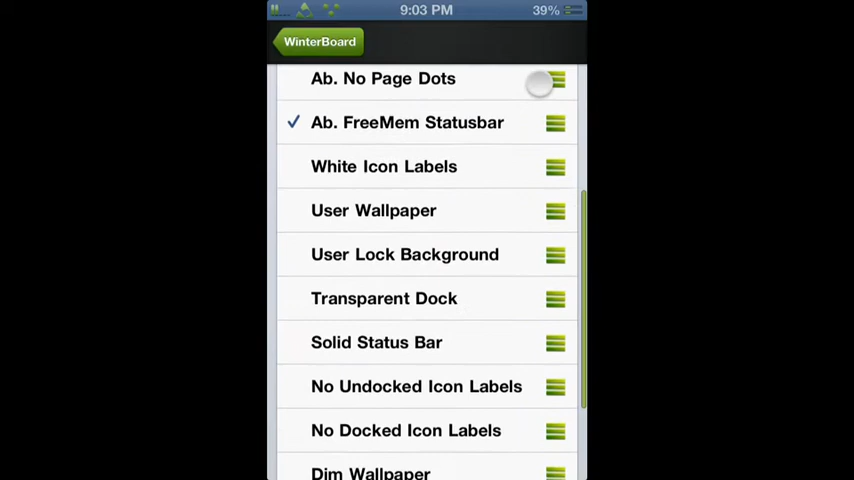 9:03 PM 39%
WinterBoard
Ab. No Page Dots
Ab. FreeMem Statusbar
White Icon Labels
User Wallpaper
User Lock Background
Transparent Dock
Solid Status Bar
No Undocked Icon Labels
No Docked Icon Labels
Dim Wallpaper